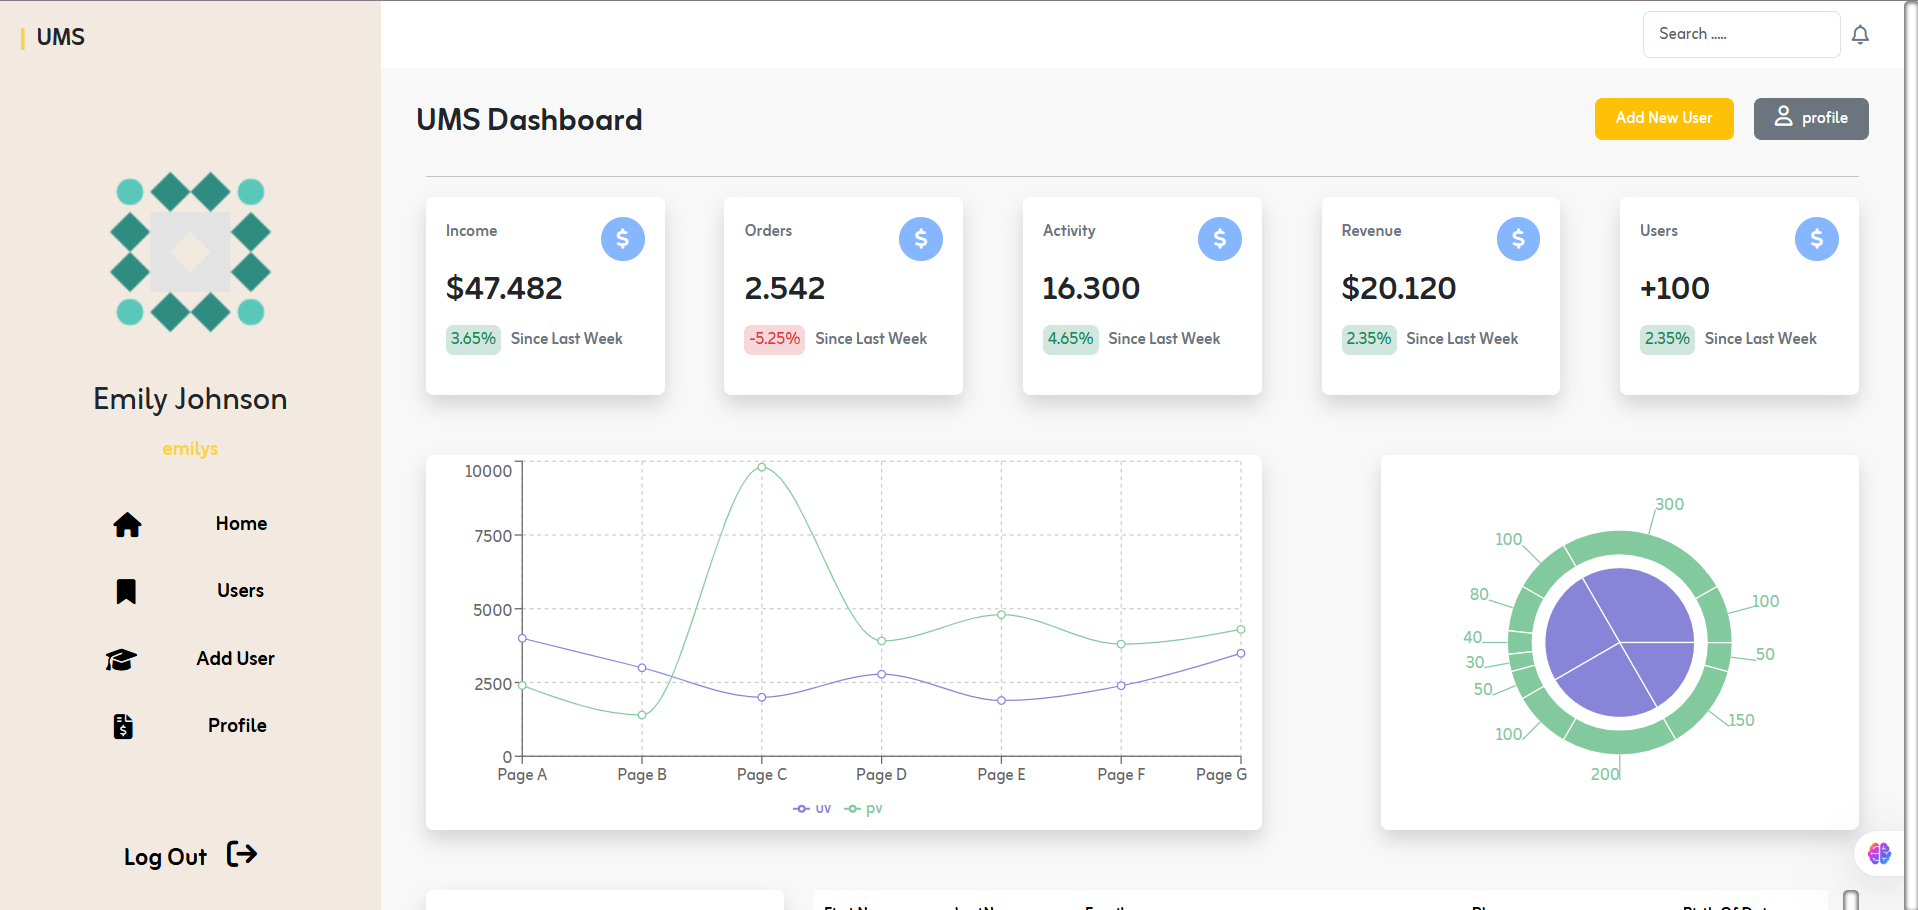 UMS
Search .....
UMS Dashboard
Add New User
profile
Income
$47.482
3.65% Since Last Week
Orders
2.542
-5.25% Since Last Week
Activity
16.300
4.65% Since Last Week
Revenue
$20.120
2.35% Since Last Week
Users
+100
2.35% Since Last Week
Emily Johnson
emilys
Home
Users
Add User
Profile
Log Out
10000
7500
5000
2500
0
Page A Page B Page C Page D Page E Page F Page G
uv pv
300
100
100
80
40
30
50
50
150
100
200